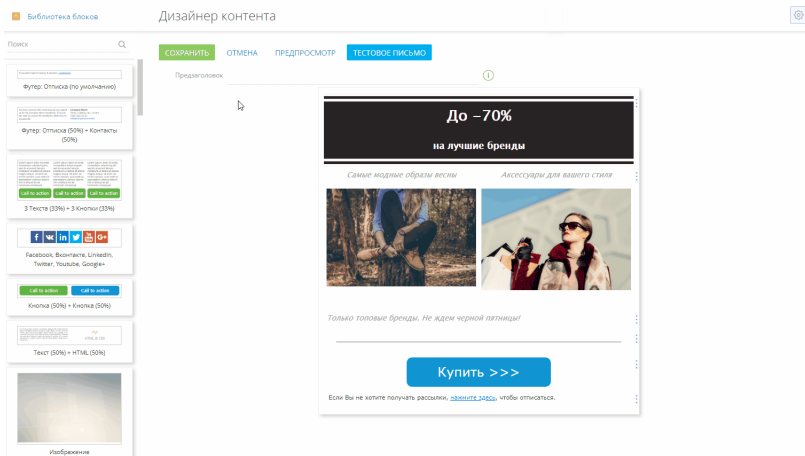 Библиотека блоков
Дизайнер контента
Поиск
СОХРАНИТЬ
ОТМЕНА
ПРЕДПРОСМОТР
ТЕСТОВОЕ ПИСЬМО
Предзаголовок
Футер: Отписка (по умолчанию)
Футер: Отписка (50%) + Контакты
(50%)
Call to action Call to action Call to action
3 Текста (33%) + 3 Кнопки (33%)
Facebook, Вконтакте, LinkedIn,
Twitter, Youtube, Google+
Call to action Call to action
Кнопка (50%) + Кнопка (50%)
Текст (50%) + HTML (50%)
Изображение
До –70%
на лучшие бренды
Самые модные образы весны
Аксессуары для вашего стиля
Только топовые бренды. Не ждем черной пятницы!
Купить >>>
Если Вы не хотите получать рассылки, нажмите здесь, чтобы отписаться.